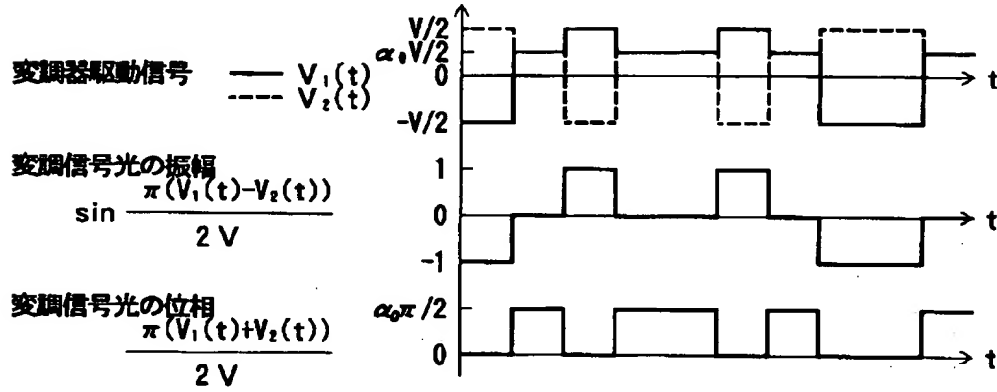 変調器駆動信号
V₁(t)
V₂(t)
V/2
α₀V/2
0
-V/2
t
変調信号光の振幅
sin π(V₁(t)-V₂(t))
2V
1
0
-1
t
変調信号光の位相
π(V₁(t)+V₂(t))
2V
α₀π/2
0
t